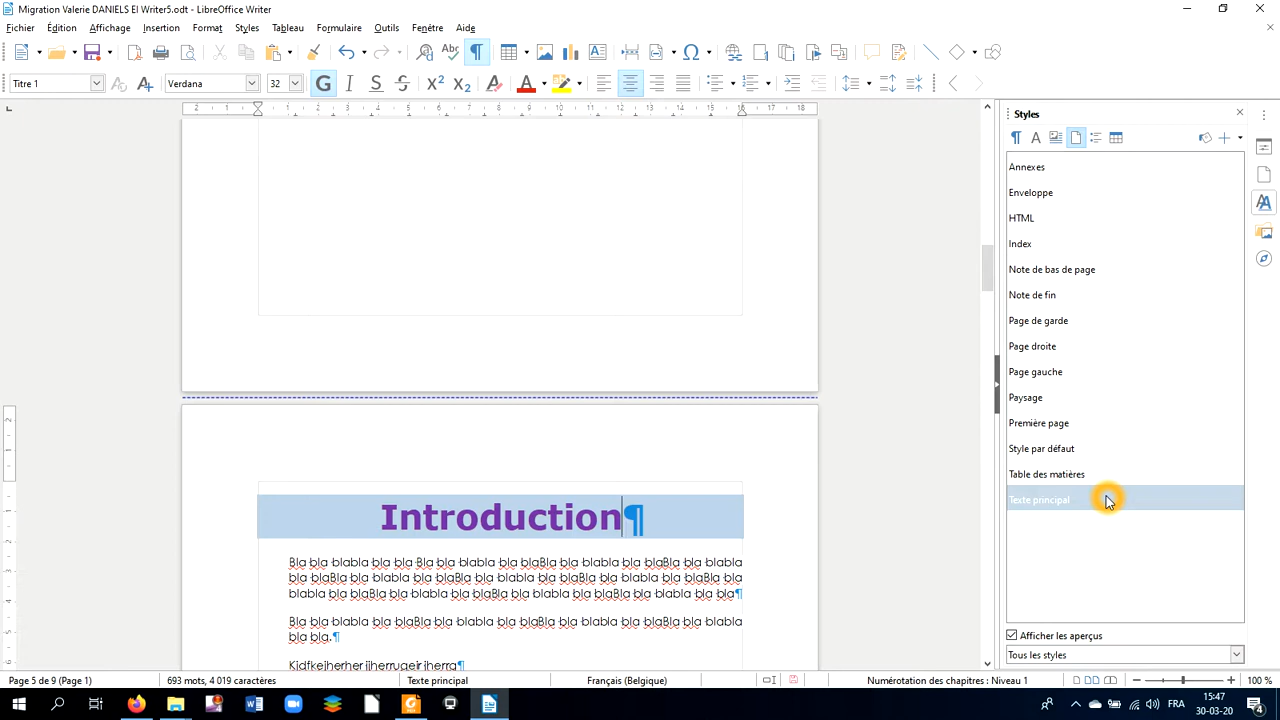 Migration Valerie DANIELS EI Writer5.odt - LibreOffice Writer
Fichier Édition Affichage Insertion Format Styles Tableau Formulaire Outils Fenêtre Aide
Titre 1 Verdana 32
Styles
Annexes
Enveloppe
HTML
Index
Note de bas de page
Note de fin
Page de garde
Page droite
Page gauche
Paysage
Première page
Style par défaut
Table des matières
Texte principal
Afficher les aperçus
Tous les styles
Introduction¶
Bla bla blabla bla bla Bla bla blabla bla blaBla bla blabla bla blaBla bla blabla
bla blaBla bla blabla bla blaBla bla blabla bla blaBla bla blabla bla blaBla bla
blabla bla blaBla bla blabla bla blaBla bla blabla bla blaBla bla blabla bla bla¶
Bla bla blabla bla blaBla bla blabla bla blaBla bla blabla bla blaBla bla blabla
bla bla.¶
Page 5 de 9 (Page 1) 693 mots, 4 019 caractères Texte principal Français (Belgique) Numérotation des chapitres : Niveau 1 100 %
FRA
15:47
30-03-20